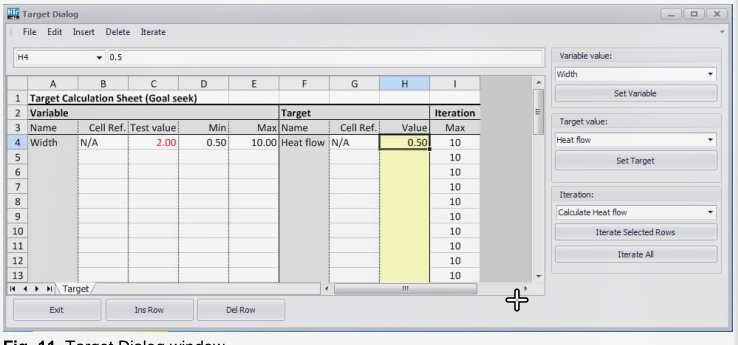 Target Dialog
File Edit Insert Delete Iterate
H4 0.5
A B C D E F G H I
1 Target Calculation Sheet (Goal seek)
2 Variable Target Iteration
3 Name Cell Ref. Test value Min Max Name Cell Ref. Value Max
4 Width N/A 2.00 0.50 10.00 Heat flow N/A 0.50 10
5 10
6 10
7 10
8 10
9 10
10 10
11 10
12 10
13 10
Target
Exit Ins Row Del Row
Variable value:
Width
Set Variable
Target value:
Heat flow
Set Target
Iteration:
Calculate Heat flow
Iterate Selected Rows
Iterate All
Fig. 11 Target Dialog window